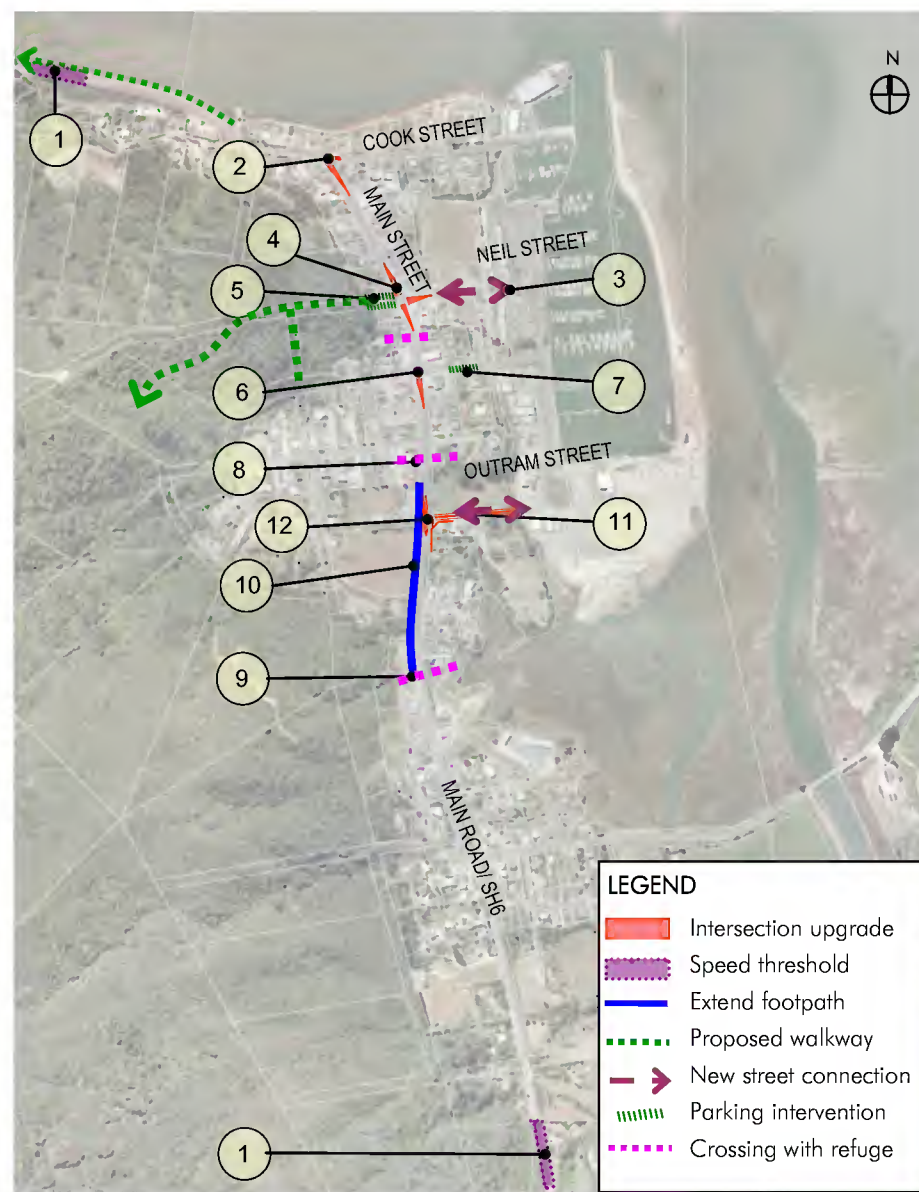 N
1
COOK STREET
2
MAIN STREET
4
NEIL STREET
5
3
6
7
8
OUTRAM STREET
12
11
10
9
MAIN ROAD/ SH6
1
LEGEND
Intersection upgrade
Speed threshold
Extend footpath
Proposed walkway
New street connection
Parking intervention
Crossing with refuge